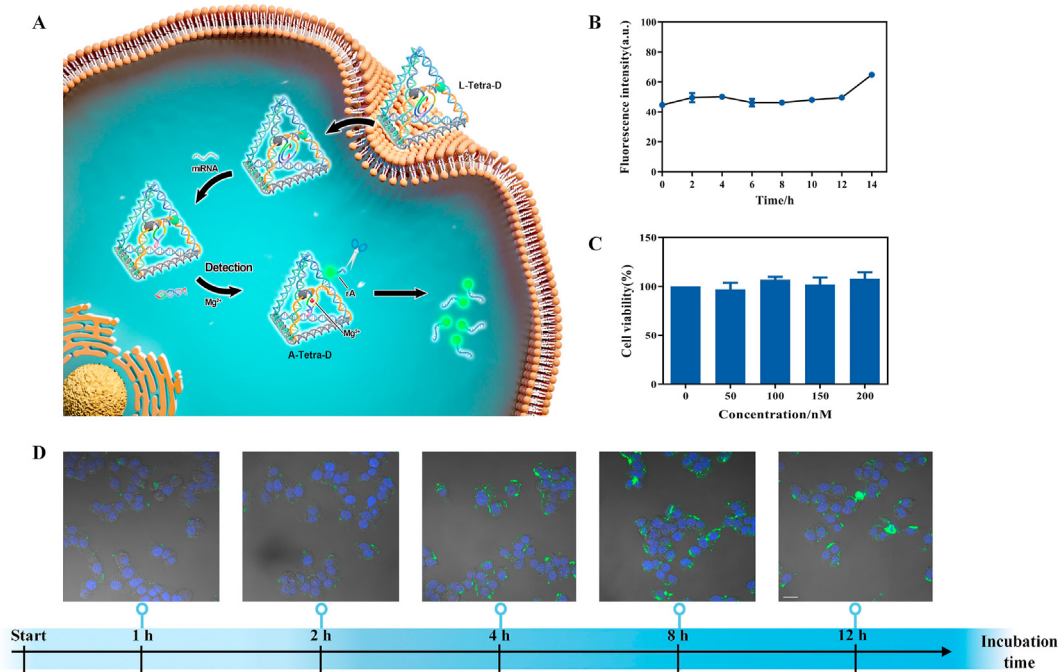 A
L-Tetra-D
mRNA
Detection
Mg²⁺
rA
Mg²⁺
A-Tetra-D
B
Fluorescence intensity(a.u.)
100
80
60
40
20
0
0 2 4 6 8 10 12 14
Time/h
C
Cell viability(%)
150
100
50
0
0 50 100 150 200
Concentration/nM
D
Start 1 h 2 h 4 h 8 h 12 h
Incubation
time